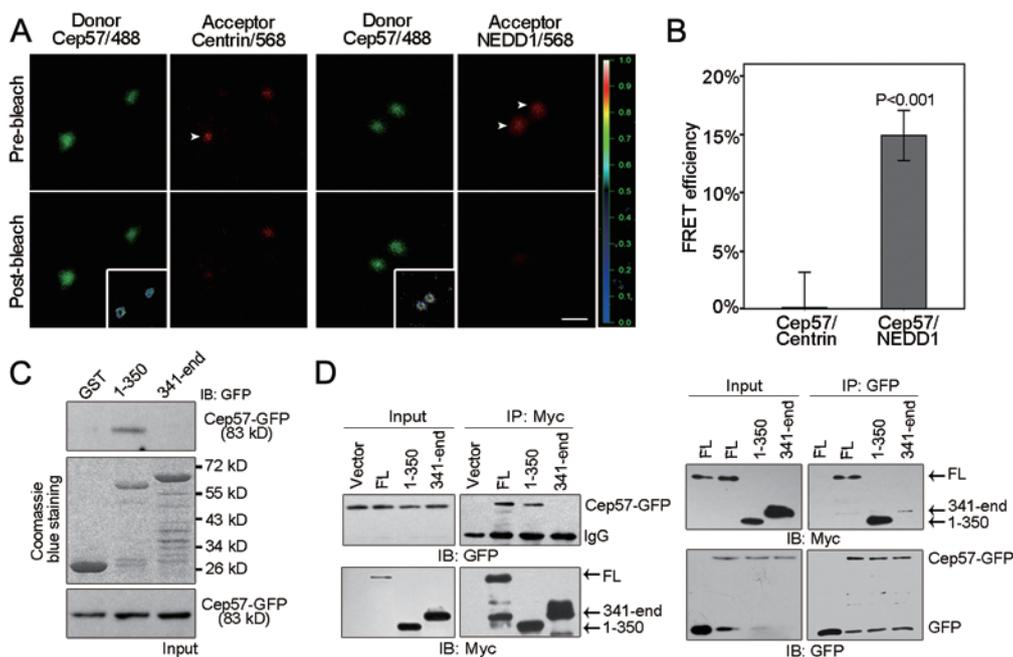 A
Donor
Cep57/488
Acceptor
Centrin/568
Donor
Cep57/488
Acceptor
NEDD1/568
Pre-bleach
Post-bleach
1.0
0.9
0.8
0.7
0.6
0.5
0.4
0.3
0.2
0.1
0.0
B
FRET efficiency
20%
15%
10%
5%
0%
P<0.001
Cep57/
Centrin
Cep57/
NEDD1
C
GST
1-350
341-end
IB: GFP
Cep57-GFP
(83 kD)
Coomassie
blue staining
72 kD
55 kD
43 kD
34 kD
26 kD
Cep57-GFP
(83 kD)
Input
D
Input
IP: Myc
Vector
FL
1-350
341-end
Vector
FL
1-350
341-end
Cep57-GFP
IgG
IB: GFP
FL
341-end
1-350
IB: Myc
Input
IP: GFP
FL
FL
1-350
341-end
FL
FL
1-350
341-end
FL
341-end
1-350
IB: Myc
Cep57-GFP
GFP
IB: GFP